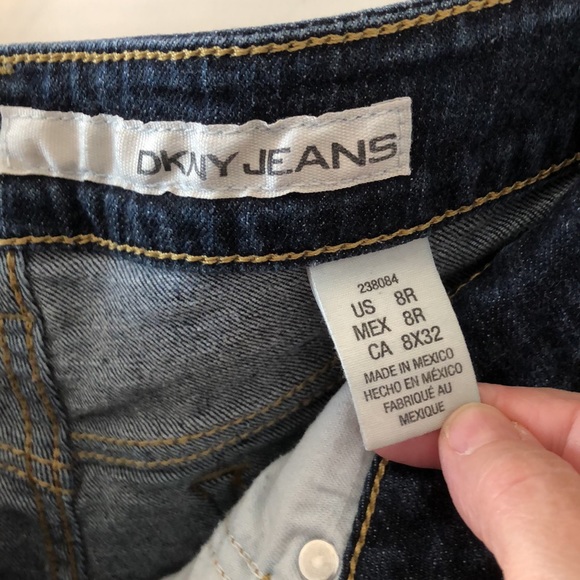 DKNY JEANS
238084
US 8R
MEX 8R
CA 8X32
MADE IN MEXICO
HECHO EN MÉXICO
FABRIQUÉ AU
MEXIQUE